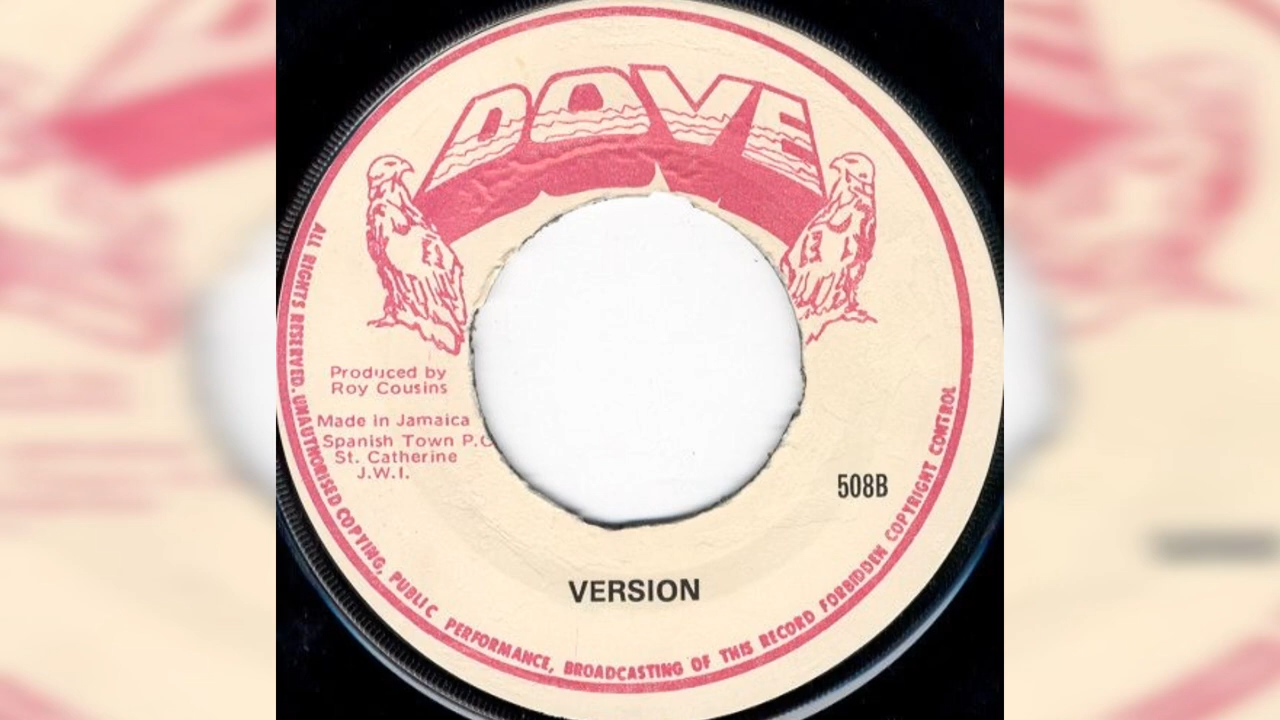 DOVE
Produced by
Roy Cousins
Made in Jamaica
Spanish Town P.O
St. Catherine
J.W.I.
508B
VERSION
ALL RIGHTS RESERVED. UNAUTHORISED COPYING, PUBLIC PERFORMANCE, BROADCASTING OF THIS RECORD FORBIDDEN COPYRIGHT CONTROL